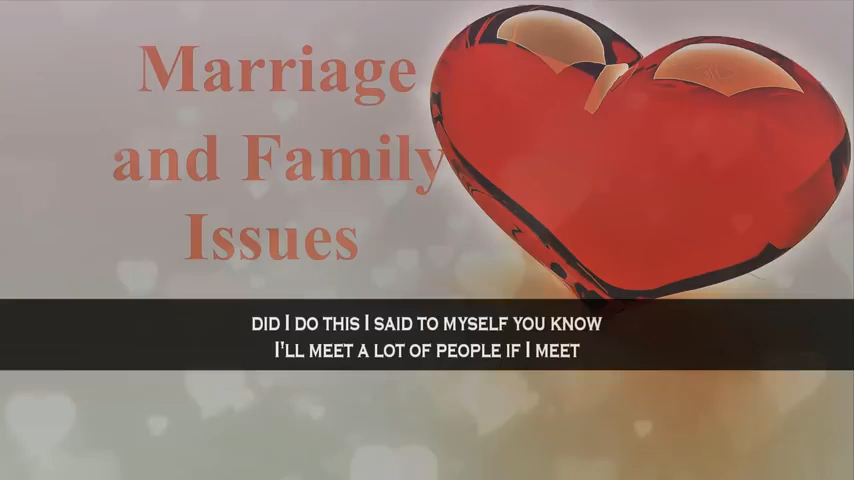 Marriage
and Family
Issues
DID I DO THIS I SAID TO MYSELF YOU KNOW
I'LL MEET A LOT OF PEOPLE IF I MEET